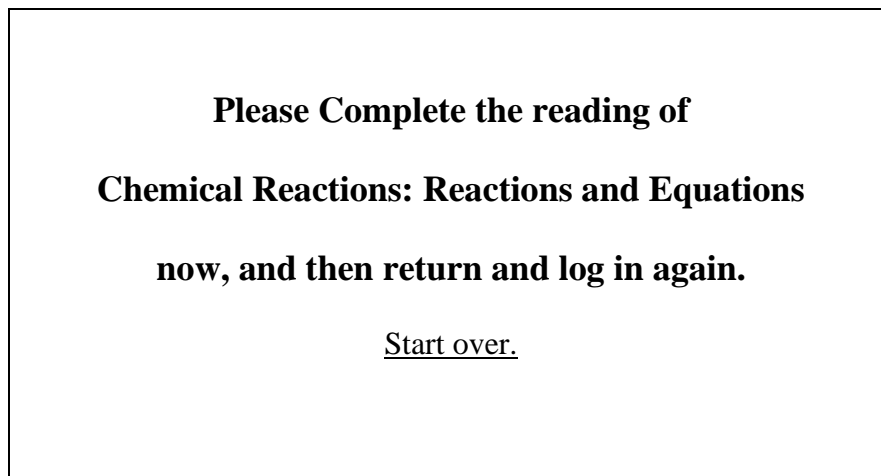 Please Complete the reading of
Chemical Reactions: Reactions and Equations
now, and then return and log in again.
Start over.